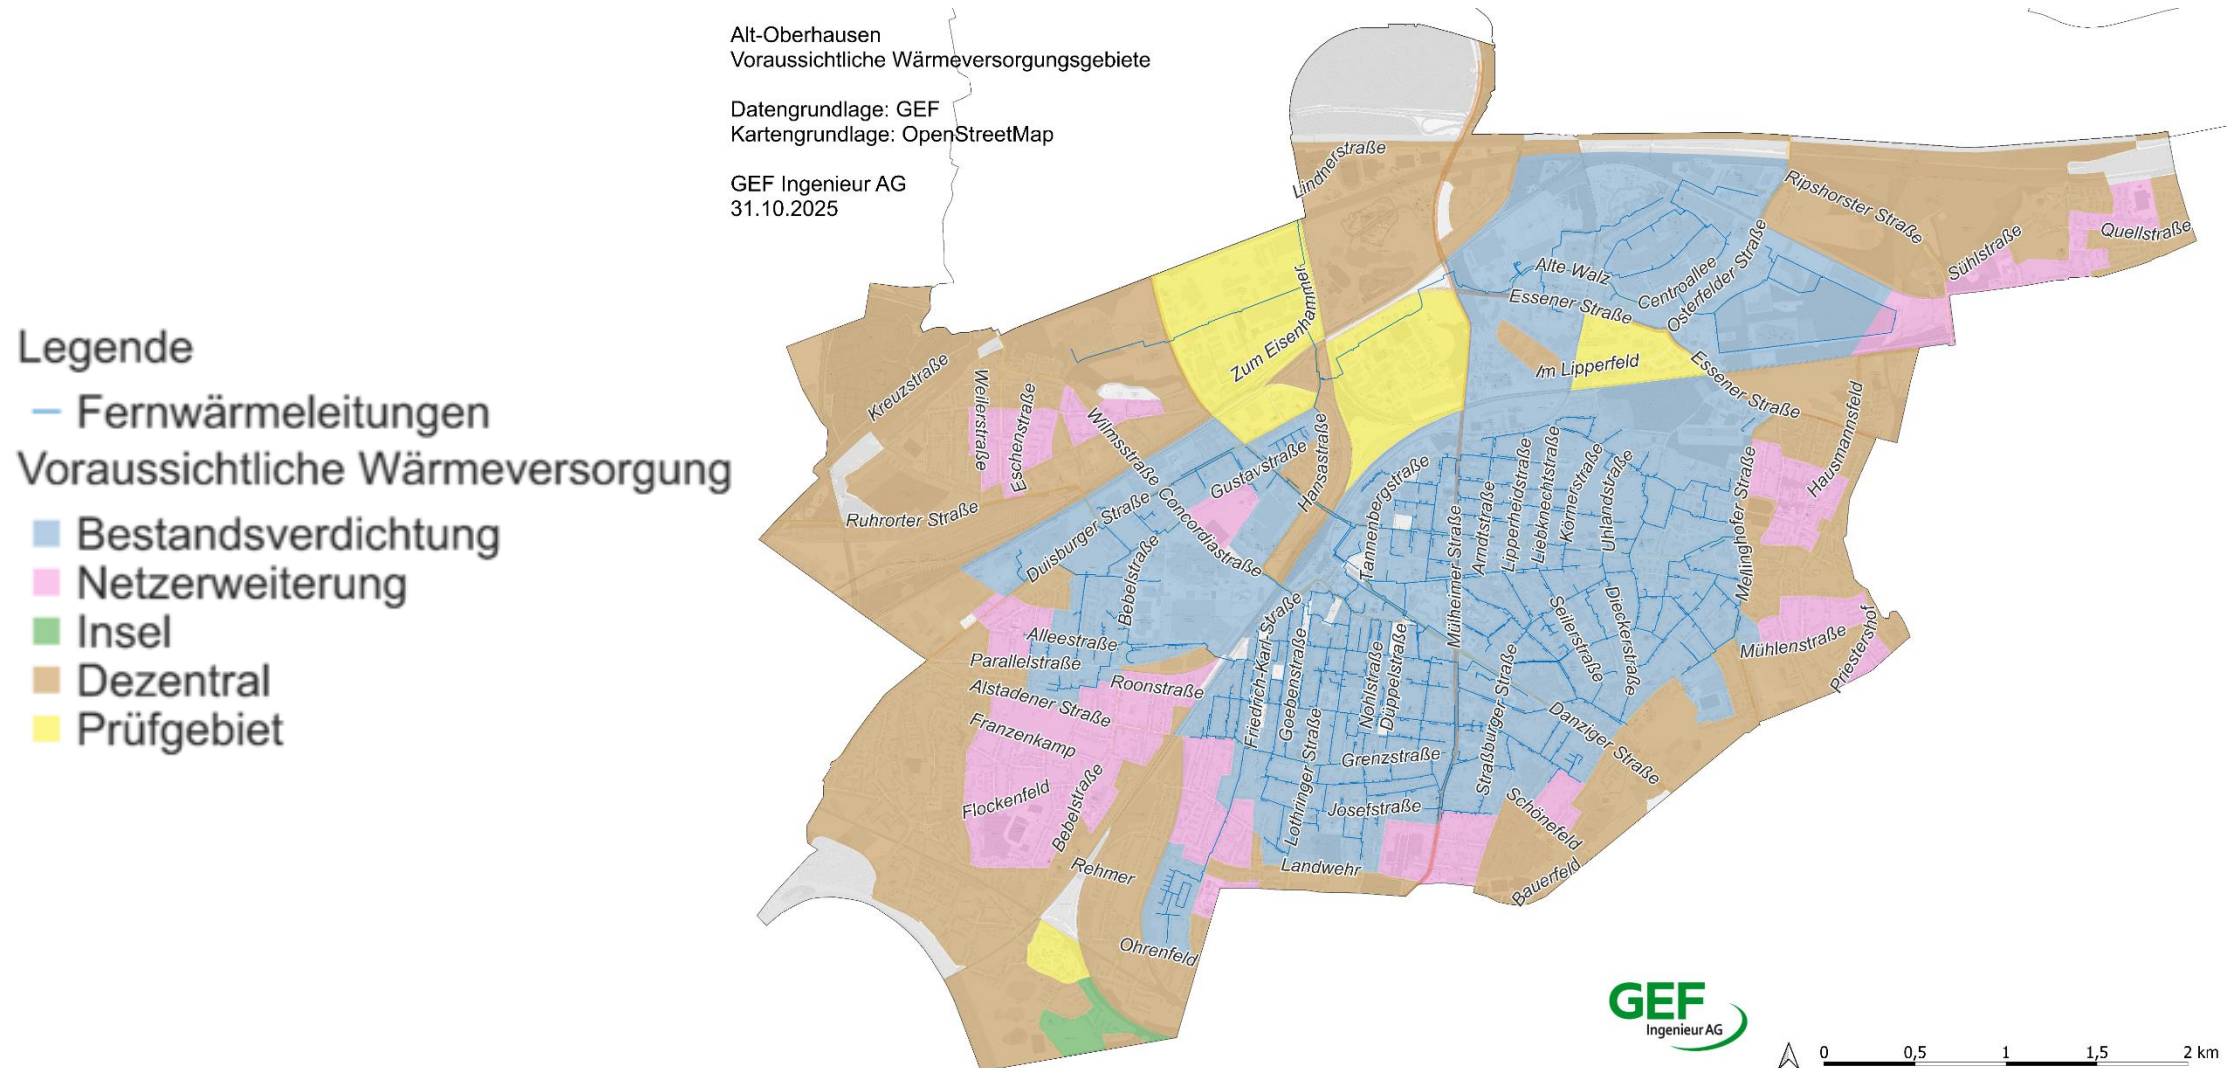 Alt-Oberhausen
Voraussichtliche Wärmeversorgungsgebiete
Datengrundlage: GEF
Kartengrundlage: OpenStreetMap
GEF Ingenieur AG
31.10.2025
Legende
Fernwärmeleitungen
Voraussichtliche Wärmeversorgung
Bestandsverdichtung
Netzerweiterung
Insel
Dezentral
Prüfgebiet
Lindnerstraße
Ripshorster Straße
Quellstraße
Sühlstraße
Alte Walz
Centroallee
Osterfelder Straße
Essener Straße
Zum Eisenhammer
Im Lipperfeld
Essener Straße
Kreuzstraße
Weilerstraße
Eschenstraße
Wilmsstraße
Hausmannsfeld
Gustavstraße
Hansastraße
Tannenbergstraße
Mülheimer Straße
Arndtstraße
Lipperheidstraße
Liebknechtstraße
Körnerstraße
Uhlandstraße
Mellinghofer Straße
Ruhrorter Straße
Duisburger Straße
Concordiastraße
Bebelstraße
Friedrich-Karl-Straße
Goebenstraße
Nohlstraße
Düppelstraße
Seilerstraße
Dieckerstraße
Mühlenstraße
Priestershof
Alleestraße
Parallelstraße
Roonstraße
Alstadener Straße
Franzenkamp
Flockenfeld
Bebelstraße
Lothringer Straße
Grenzstraße
Straßburger Straße
Danziger Straße
Josefstraße
Schönefeld
Landwehr
Bauerfeld
Rehmer
Ohrenfeld
GEF
Ingenieur AG
0 0,5 1 1,5 2 km